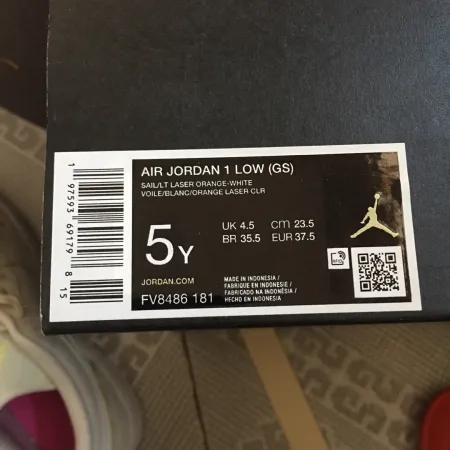 AIR JORDAN 1 LOW (GS)
SAIL/LT LASER ORANGE-WHITE
VOILE/BLANC/ORANGE LASER CLR
5Y
UK 4.5 cm 23.5
BR 35.5 EUR 37.5
JORDAN.COM
FV8486 181
MADE IN INDONESIA /
FABRIQUE EN INDONESIE /
FABRICADO NA INDONÉSIA /
HECHO EN INDONESIA
1 97593 69179 8 15